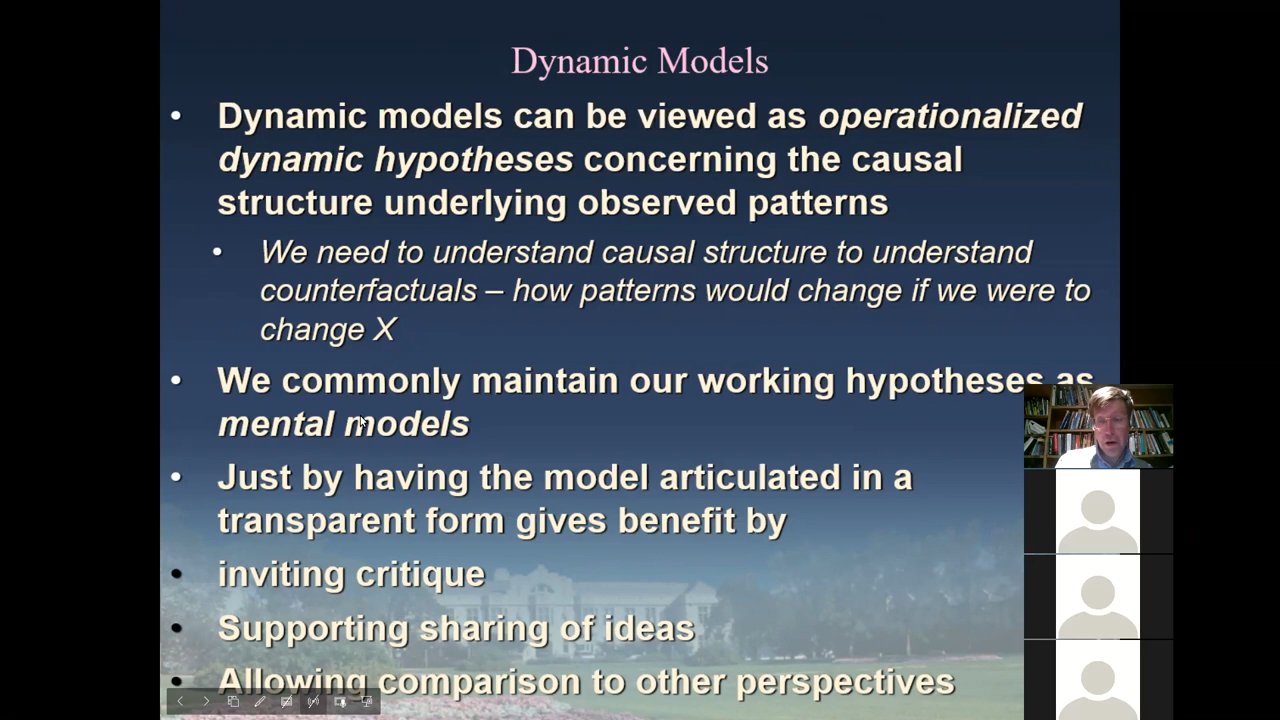 Dynamic Models
• Dynamic models can be viewed as operationalized
dynamic hypotheses concerning the causal
structure underlying observed patterns
• We need to understand causal structure to understand
counterfactuals – how patterns would change if we were to
change X
• We commonly maintain our working hypotheses as
mental models
• Just by having the model articulated in a
transparent form gives benefit by
• inviting critique
• Supporting sharing of ideas
• Allowing comparison to other perspectives